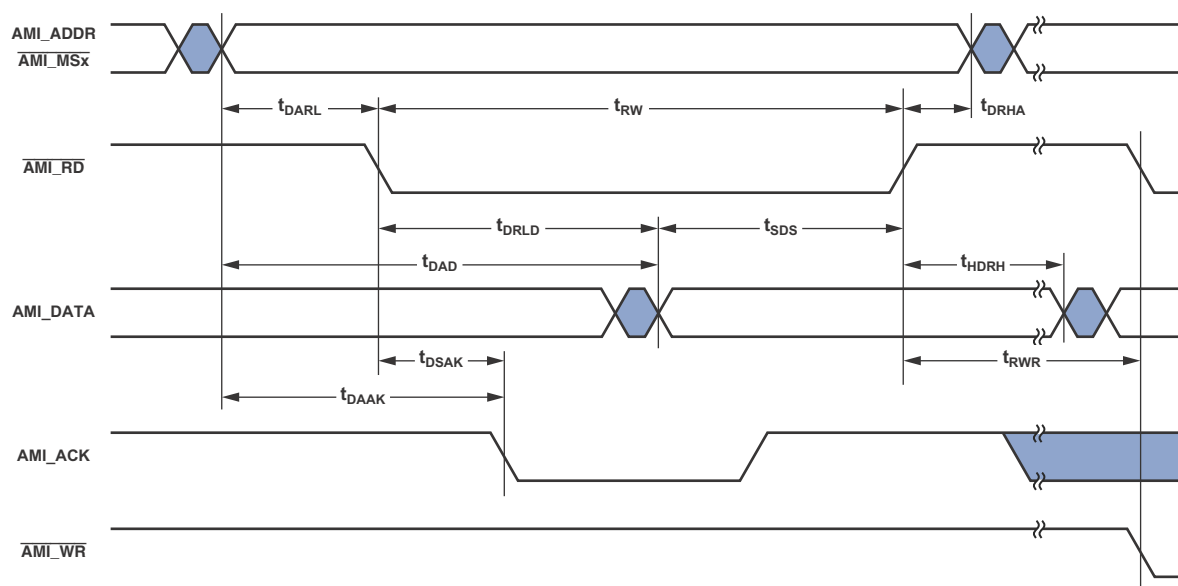 AMI_ADDR
AMI_MSx
tDARL
tRW
tDRHA
AMI_RD
tDRLD
tSDS
tDAD
tHDRH
AMI_DATA
tDSAK
tRWR
tDAAK
AMI_ACK
AMI_WR